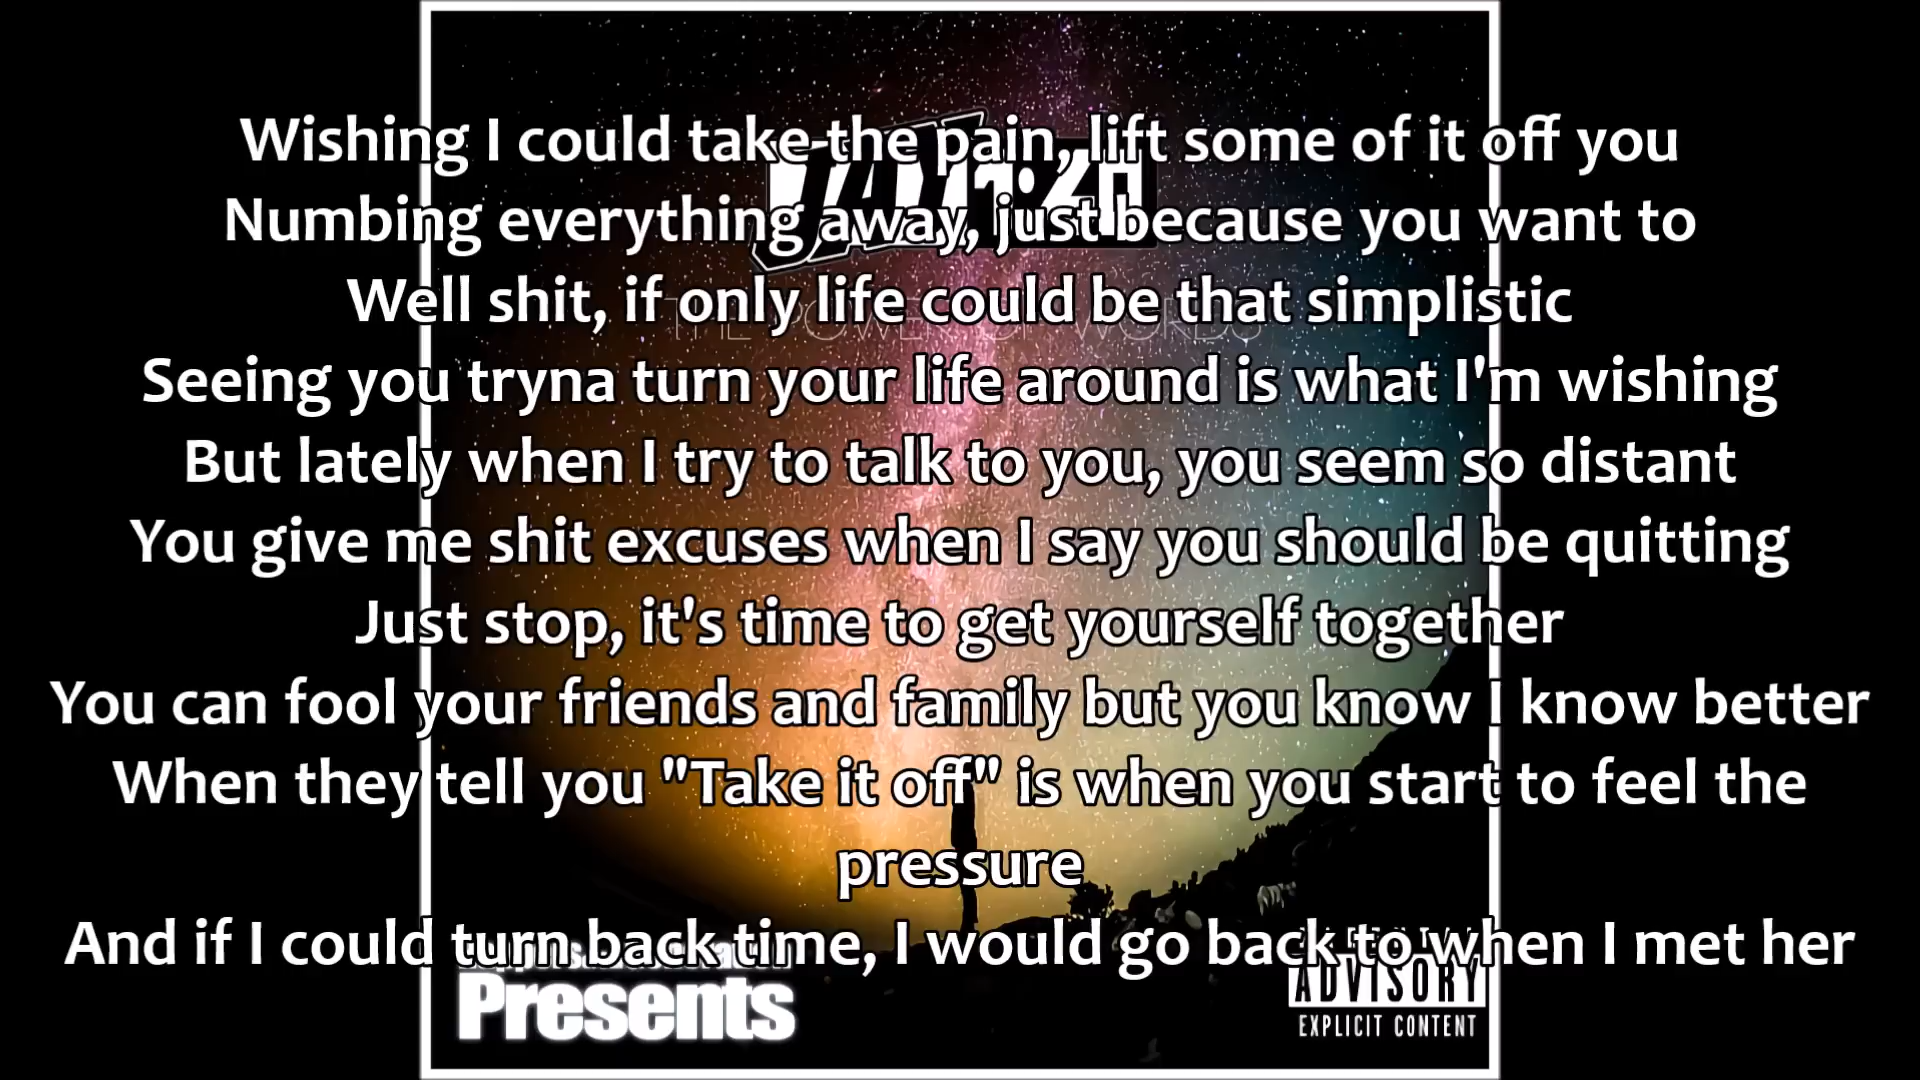 Wishing I could take the pain, lift some of it off you
Numbing everything away, just because you want to
Well shit, if only life could be that simplistic
THE POWER OF WORDS
Seeing you tryna turn your life around is what I'm wishing
But lately when I try to talk to you, you seem so distant
You give me shit excuses when I say you should be quitting
Just stop, it's time to get yourself together
You can fool your friends and family but you know I know better
When they tell you "Take it off" is when you start to feel the
pressure
And if I could turn back time, I would go back to when I met her
Presents
ADVISORY
EXPLICIT CONTENT